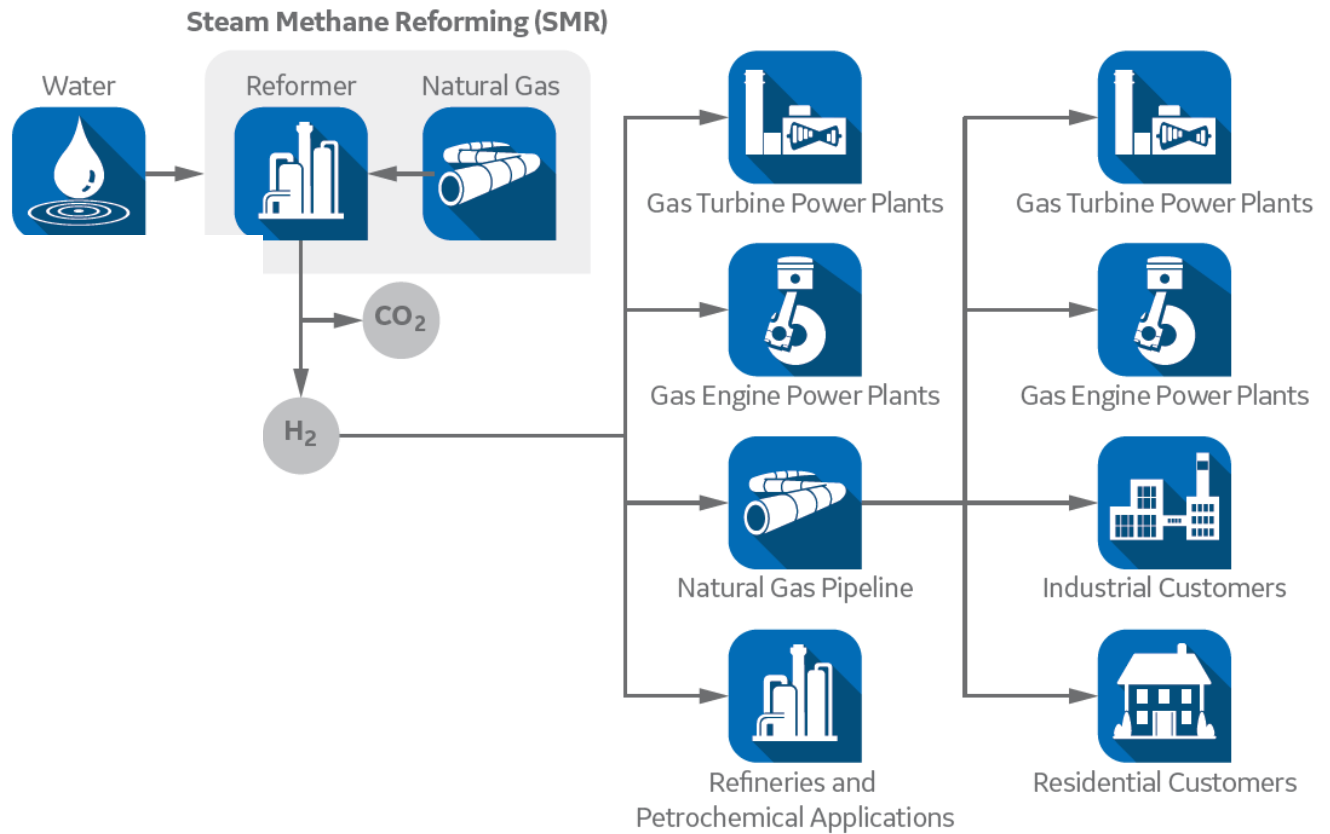 Steam Methane Reforming (SMR)
Water
Reformer
Natural Gas
CO₂
H₂
Gas Turbine Power Plants
Gas Engine Power Plants
Natural Gas Pipeline
Refineries and
Petrochemical Applications
Gas Turbine Power Plants
Gas Engine Power Plants
Industrial Customers
Residential Customers